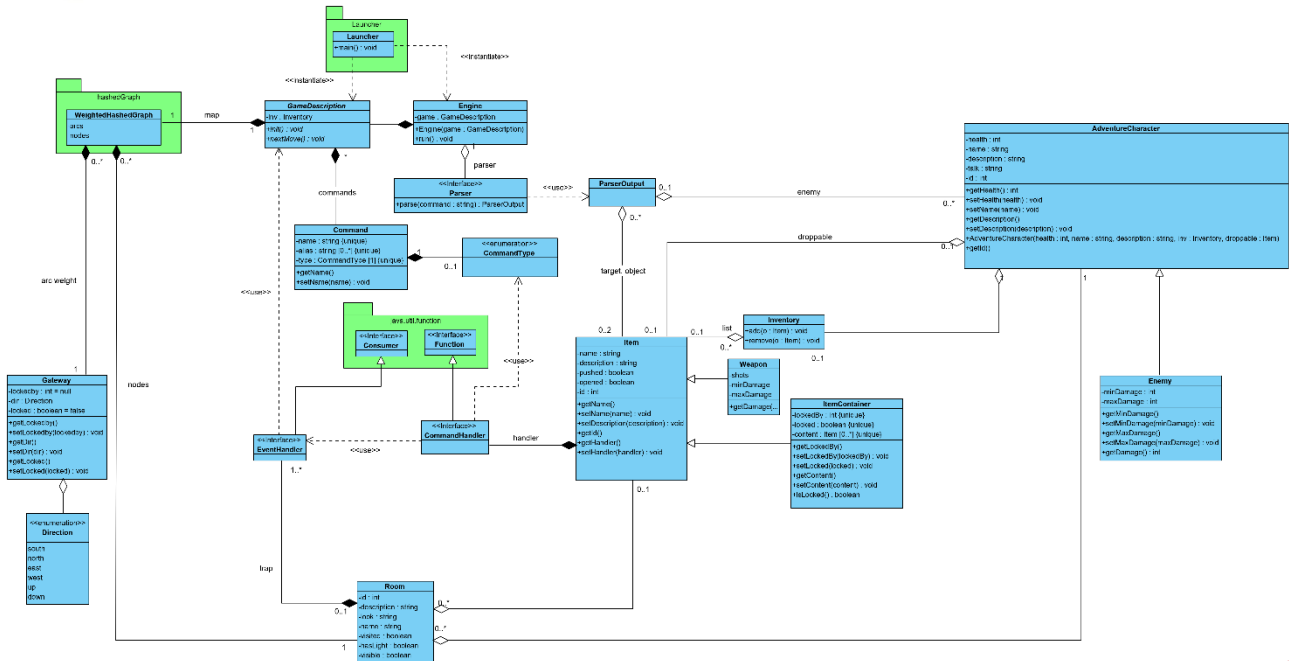 Launcher
Launcher
+main() : void
<<instantiate>>
<<instantiate>>
hashedGraph
WeightedHashedGraph
arcs
nodes
1
map
1
0..*
0..*
GameDescription
-inv : Inventory
+init() : void
+nextMove() : void
Engine
-game : GameDescription
+Engine(game : GameDescription)
+run() : void
1
parser
<<Interface>>
Parser
+parse(command : string) : ParserOutput
<<use>>
ParserOutput
0..1
enemy
0..*
0..*
AdventureCharacter
-health : int
-name : string
-description : string
-talk : string
-id : int
+getHealth() : int
+setHealth(health) : void
+setName(name) : void
+getDescription()
+setDescription(description) : void
+AdventureCharacter(health : int, name : string, description : string, inv : Inventory, droppable : Item)
+getId()
*
commands
Command
-name : string {unique}
-alias : string [0..*] {unique}
-type : CommandType [1] {unique}
+getName()
+setName(name) : void
1
0..1
<<enumeration>>
CommandType
droppable
0..1
target, object
arc weight
<<use>>
<<use>>
<<Interface>>
Consumer
<<Interface>>
Function
0..2
0..1
0..1
list
0..*
Inventory
+add(o : Item) : void
+remove(o : Item) : void
0..1
1
1
Item
-name : string
-description : string
-pushed : boolean
-opened : boolean
-id : int
+getName()
+setName(name) : void
+setDescription(description) : void
+getId()
+getHandler()
+setHandler(handler) : void
Weapon
-shots
-minDamage
-maxDamage
+getDamage(...
1
nodes
Gateway
-lockedby : int = null
-dir : Direction
-locked : boolean = false
+getLockedby()
+setLockedby(lockedby) : void
+getDir()
+setDir(dir) : void
+getLocked()
+setLocked(locked) : void
Enemy
-minDamage : int
-maxDamage : int
+getMinDamage()
+setMinDamage(minDamage) : void
+getMaxDamage()
+setMaxDamage(maxDamage) : void
+getDamage() : int
ItemContainer
-lockedBy : int {unique}
-locked : boolean {unique}
-content : Item [0..*] {unique}
+getLockedBy()
+setLockedBy(lockedBy) : void
+setLocked(locked) : void
+getContent()
+setContent(content) : void
+isLocked() : boolean
<<Interface>>
EventHandler
<<use>>
<<Interface>>
CommandHandler
handler
1..*
0..1
<<enumeration>>
Direction
south
north
east
west
up
down
trap
0..1
Room
-id : int
-description : string
-look : string
-name : string
-visited : boolean
-hasLight : boolean
-visible : boolean
0..*
0..*
1